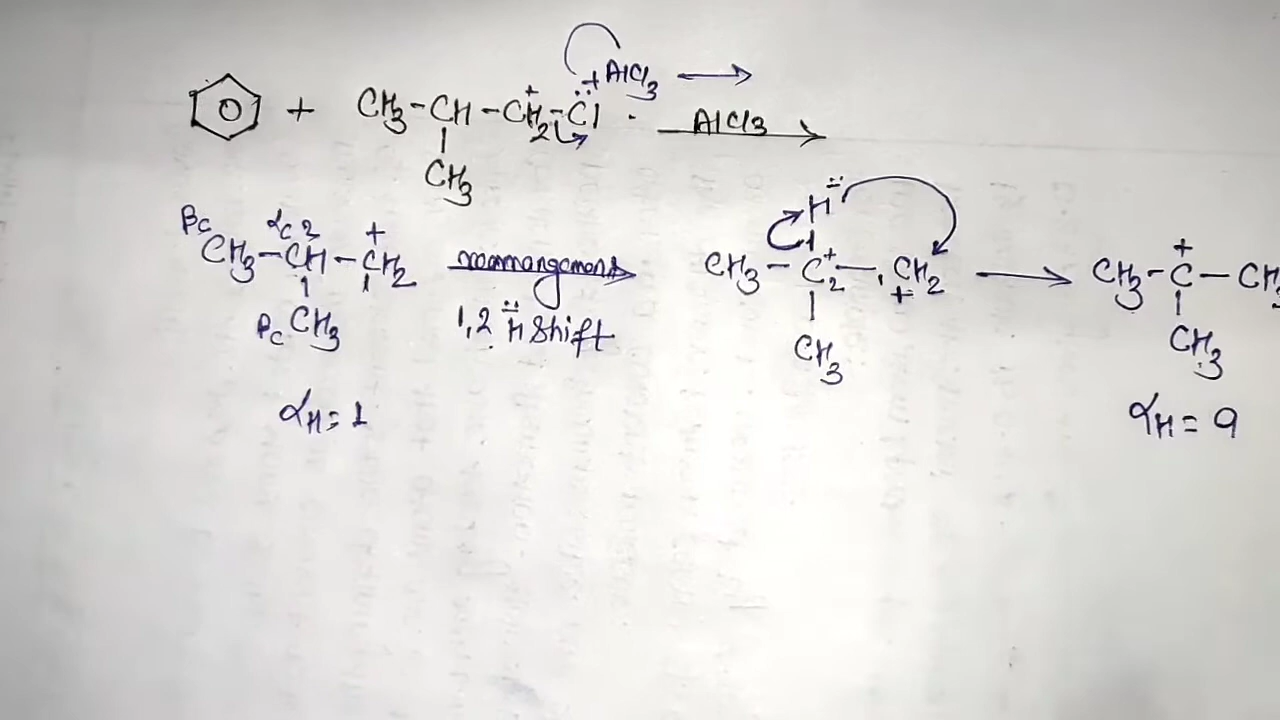 + AlCl3 →
+ CH3-CH-CH2-Cl · AlCl3 →
CH3
βc αc 2 +
CH3-CH-CH2 rearrangement → CH3-C-CH2 → CH3-C-CH3
βc CH3 1,2 H shift CH3 CH3
αH = 1 αH = 9